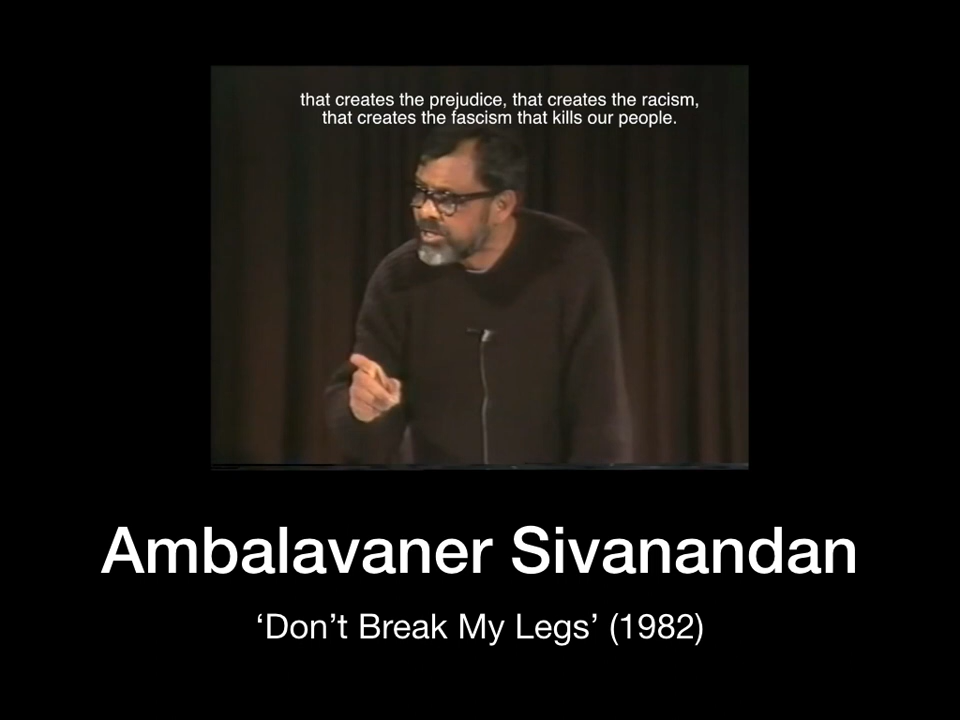 that creates the prejudice, that creates the racism,
that creates the fascism that kills our people.
Ambalavaner Sivanandan
‘Don’t Break My Legs’ (1982)